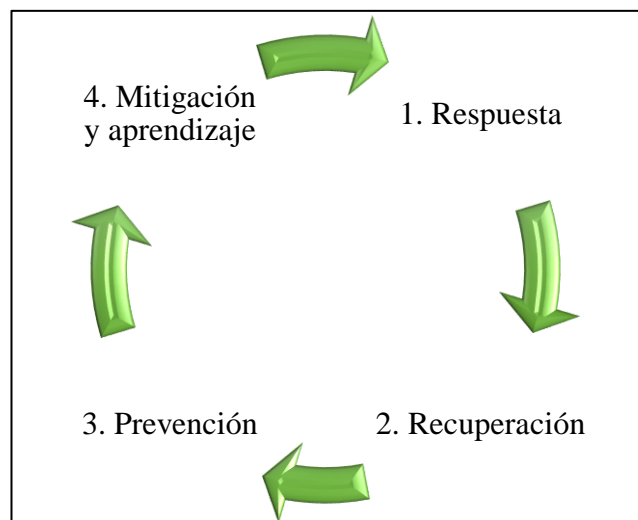 4. Mitigación
y aprendizaje
1. Respuesta
3. Prevención
2. Recuperación